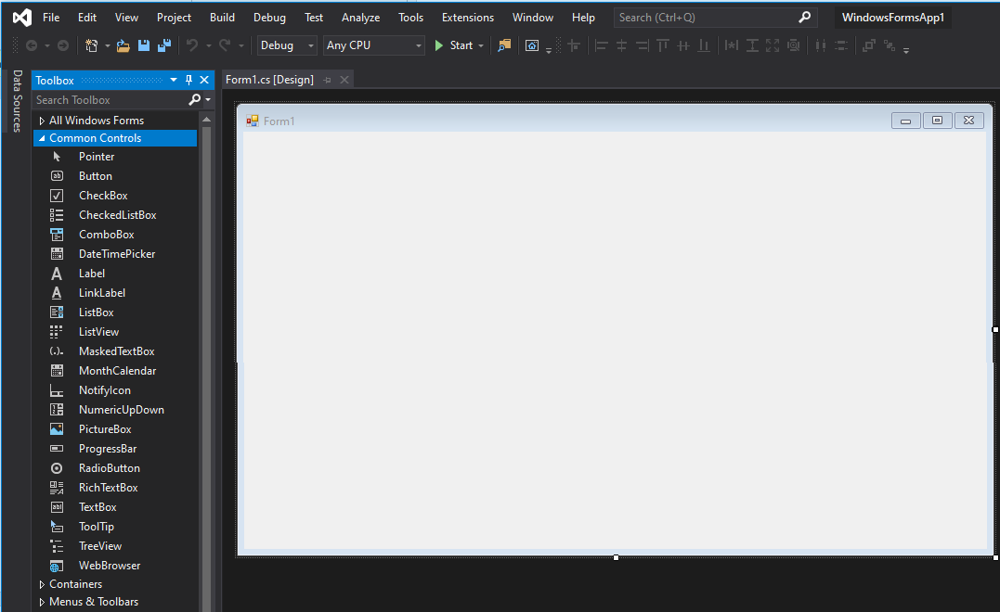 File Edit View Project Build Debug Test Analyze Tools Extensions Window Help Search (Ctrl+Q) WindowsFormsApp1
Debug Any CPU Start
Data Sources
Toolbox
Form1.cs [Design]
Search Toolbox
All Windows Forms
Form1
Common Controls
Pointer
Button
CheckBox
CheckedListBox
ComboBox
DateTimePicker
Label
LinkLabel
ListBox
ListView
MaskedTextBox
MonthCalendar
NotifyIcon
NumericUpDown
PictureBox
ProgressBar
RadioButton
RichTextBox
TextBox
ToolTip
TreeView
WebBrowser
Containers
Menus & Toolbars